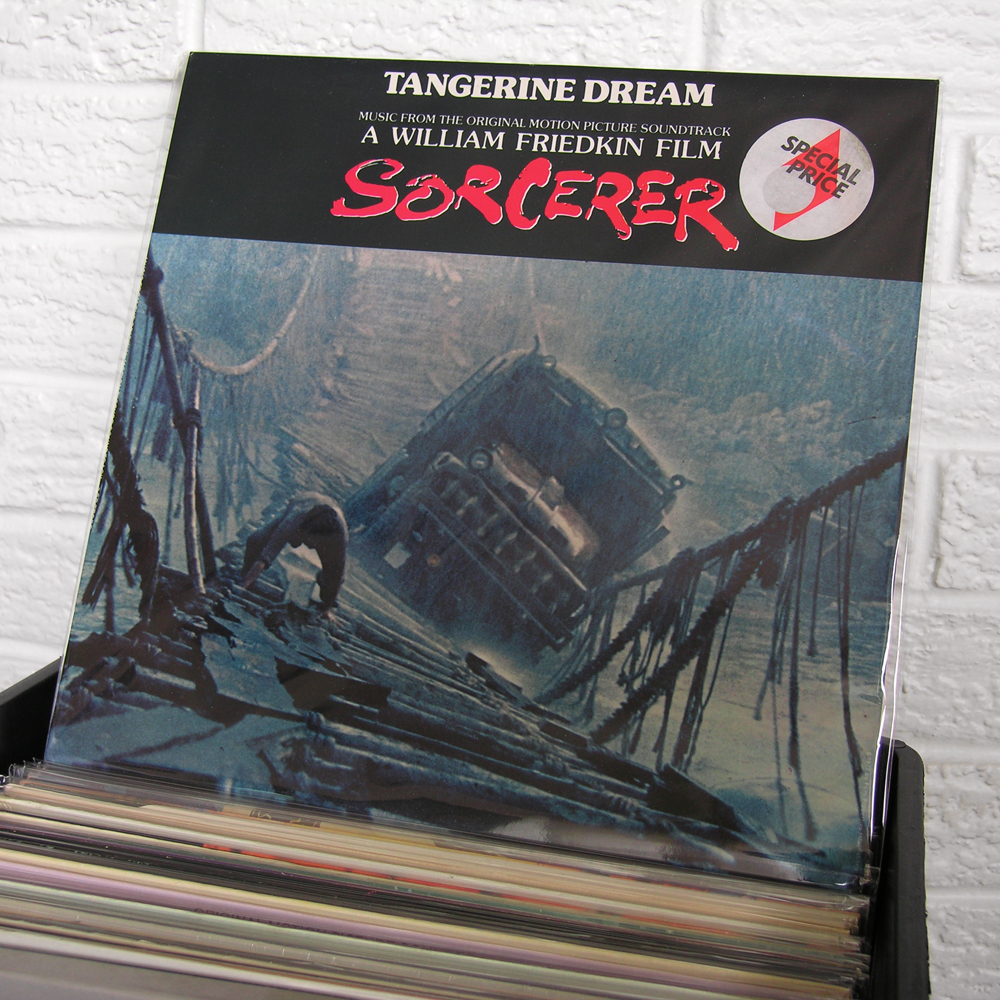 TANGERINE DREAM
MUSIC FROM THE ORIGINAL MOTION PICTURE SOUNDTRACK
A WILLIAM FRIEDKIN FILM
SORCERER
SPECIAL
PRICE